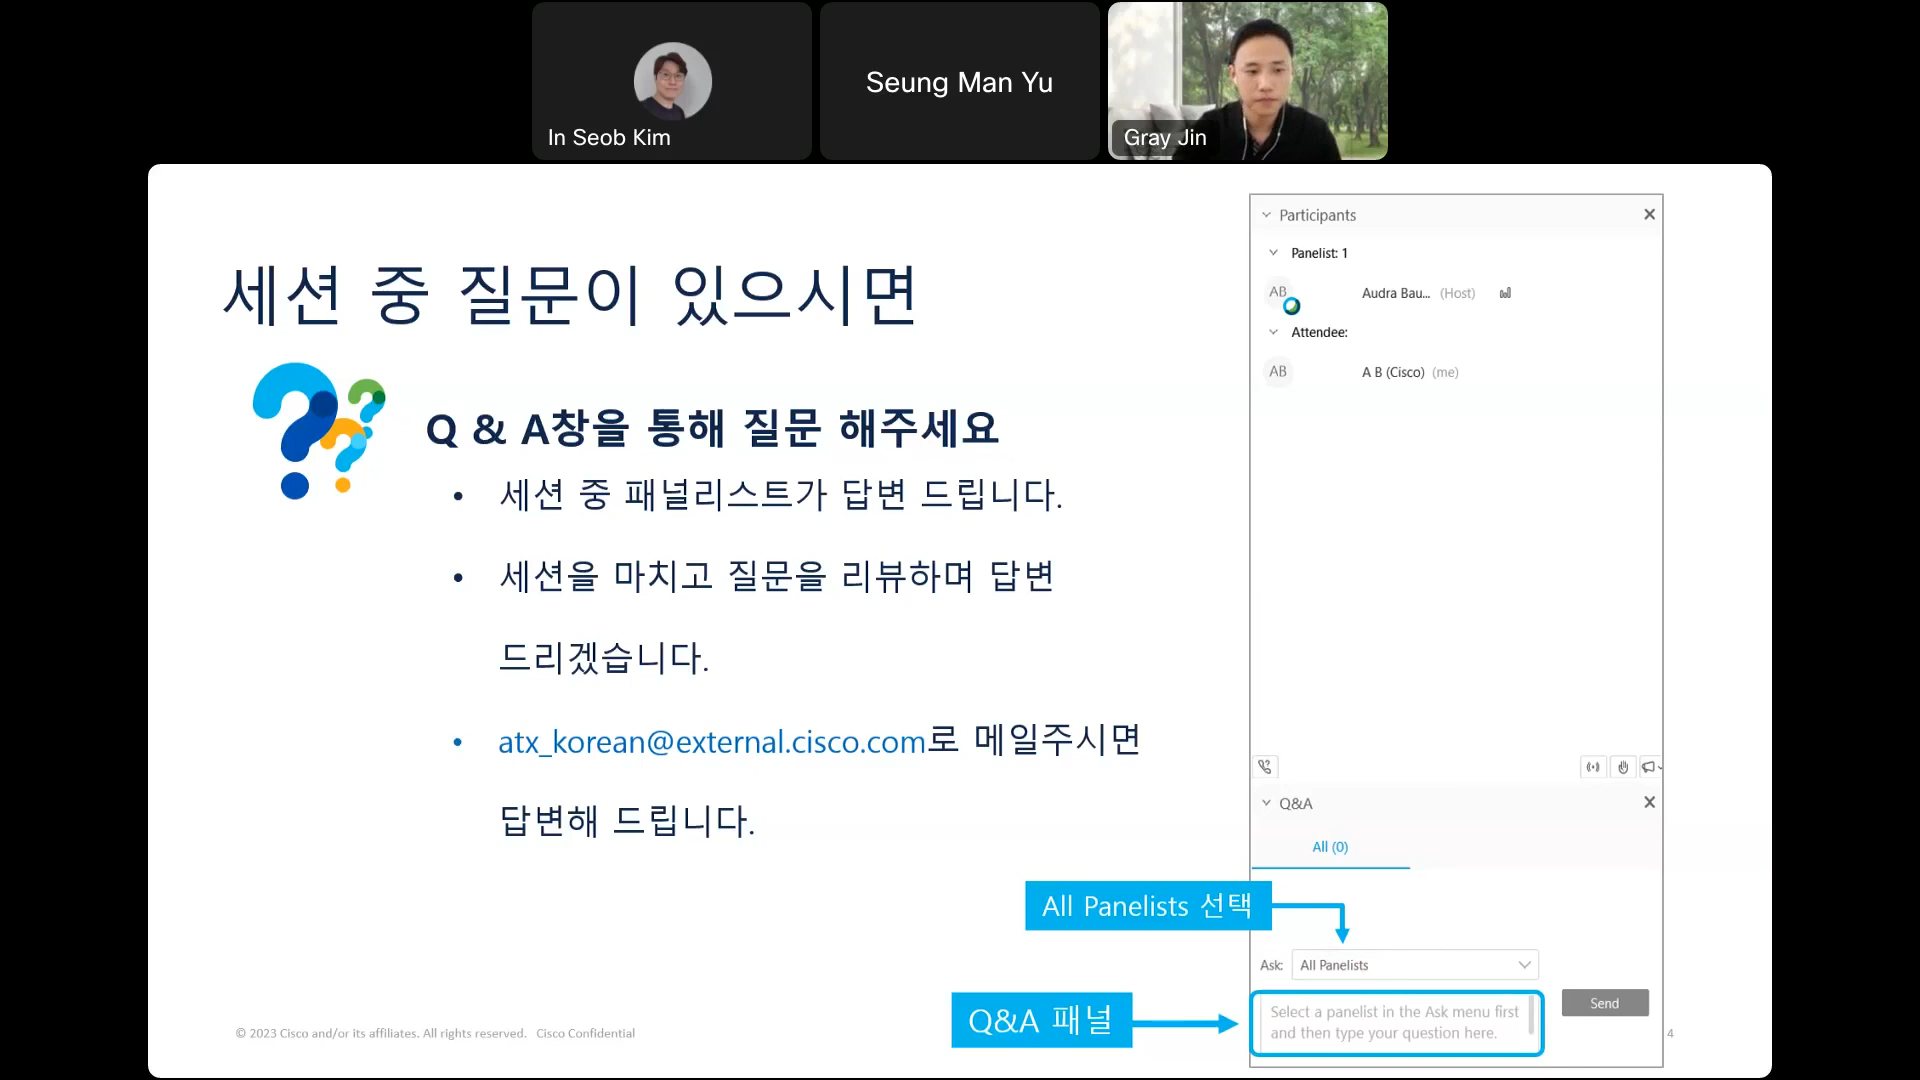 In Seob Kim
Seung Man Yu
Gray Jin
세션 중 질문이 있으시면
Q & A창을 통해 질문 해주세요
• 세션 중 패널리스트가 답변 드립니다.
• 세션을 마치고 질문을 리뷰하며 답변
드리겠습니다.
• atx_korean@external.cisco.com로 메일주시면
답변해 드립니다.
Participants
Panelist: 1
AB Audra Bau... (Host)
Attendee:
AB A B (Cisco) (me)
Q&A
All (0)
All Panelists 선택
Ask: All Panelists
Q&A 패널
Select a panelist in the Ask menu first
and then type your question here.
Send
© 2023 Cisco and/or its affiliates. All rights reserved. Cisco Confidential
4